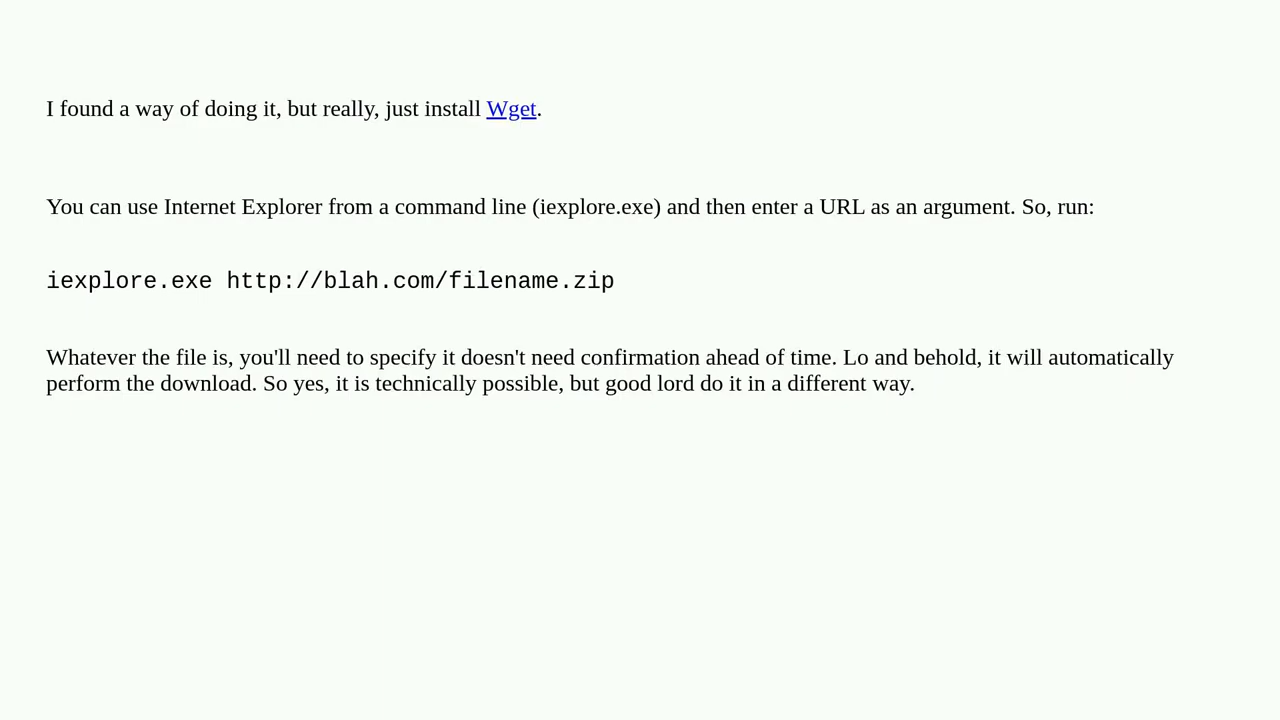 I found a way of doing it, but really, just install Wget.
You can use Internet Explorer from a command line (iexplore.exe) and then enter a URL as an argument. So, run:
iexplore.exe http://blah.com/filename.zip
Whatever the file is, you'll need to specify it doesn't need confirmation ahead of time. Lo and behold, it will automatically
perform the download. So yes, it is technically possible, but good lord do it in a different way.